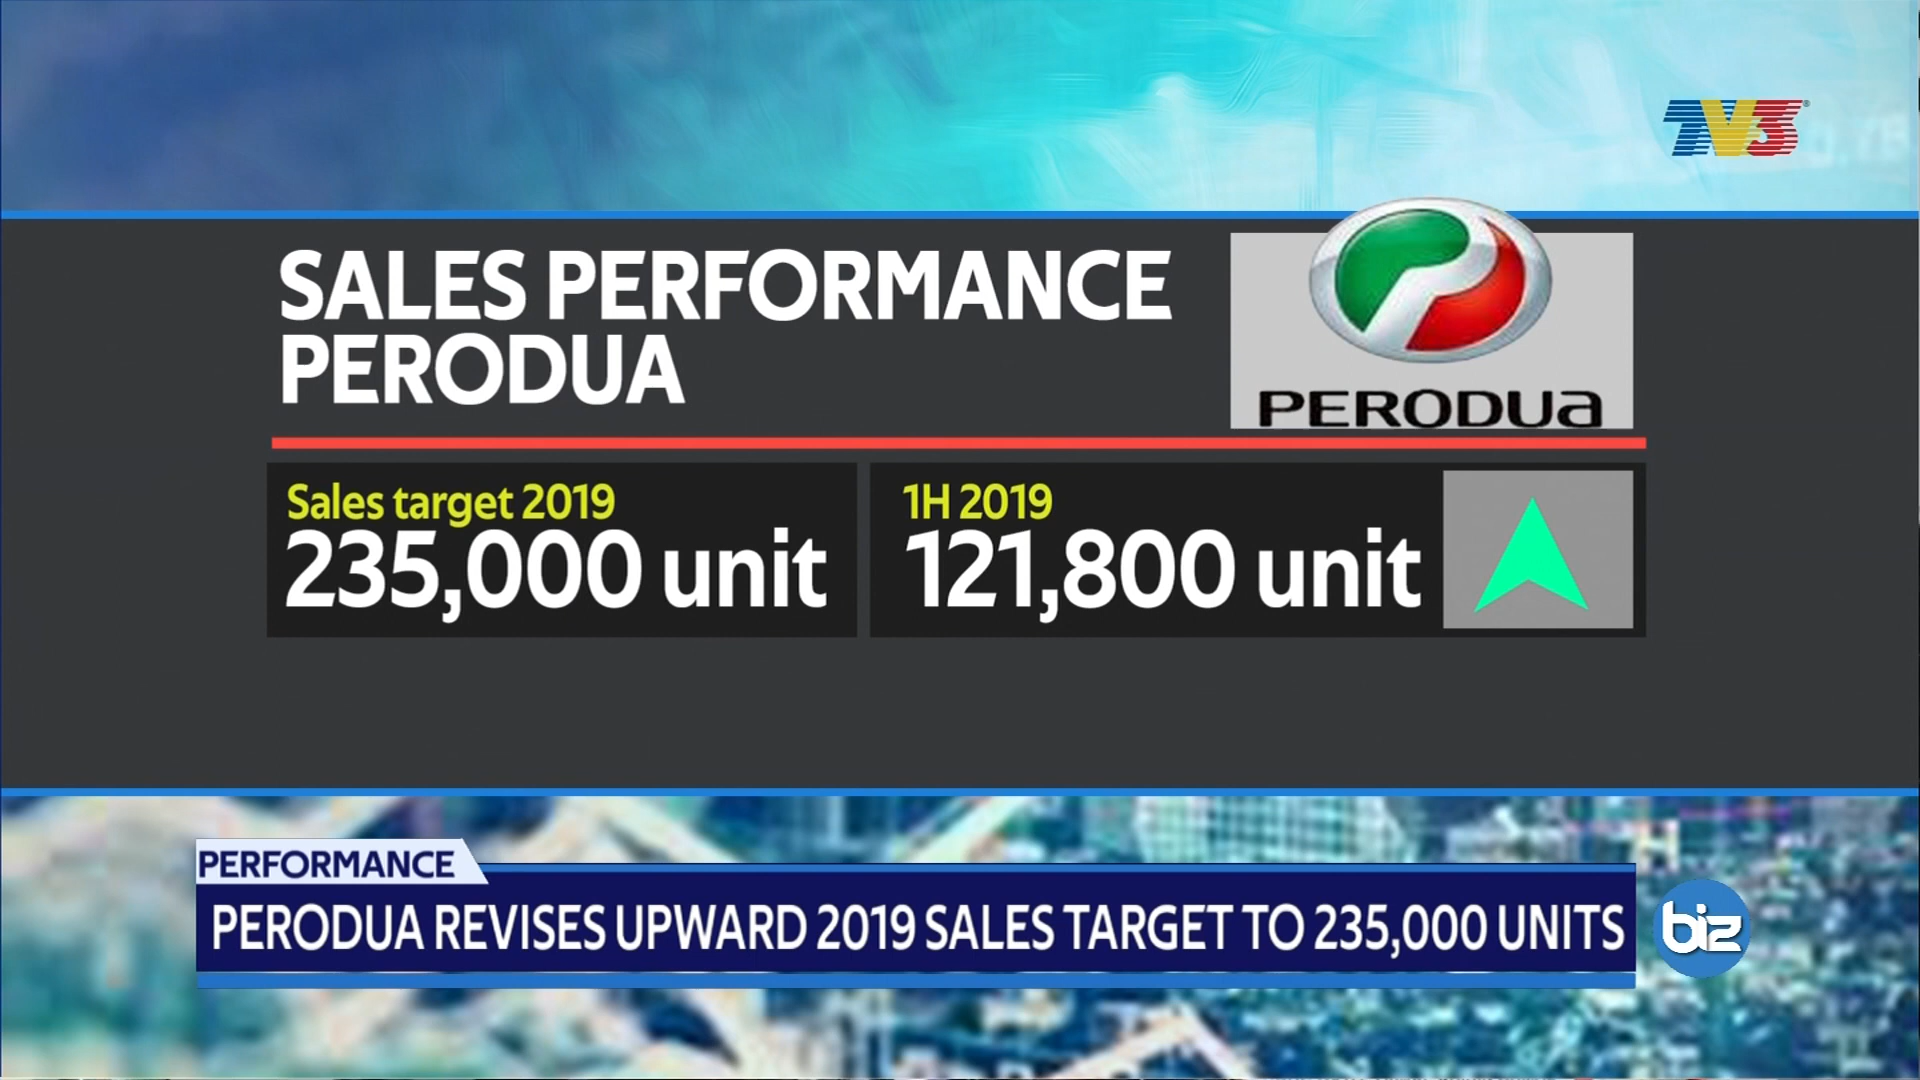 TV3
SALES PERFORMANCE
PERODUA
PERODUA
Sales target 2019
235,000 unit
1H 2019
121,800 unit
PERFORMANCE
PERODUA REVISES UPWARD 2019 SALES TARGET TO 235,000 UNITS
biz